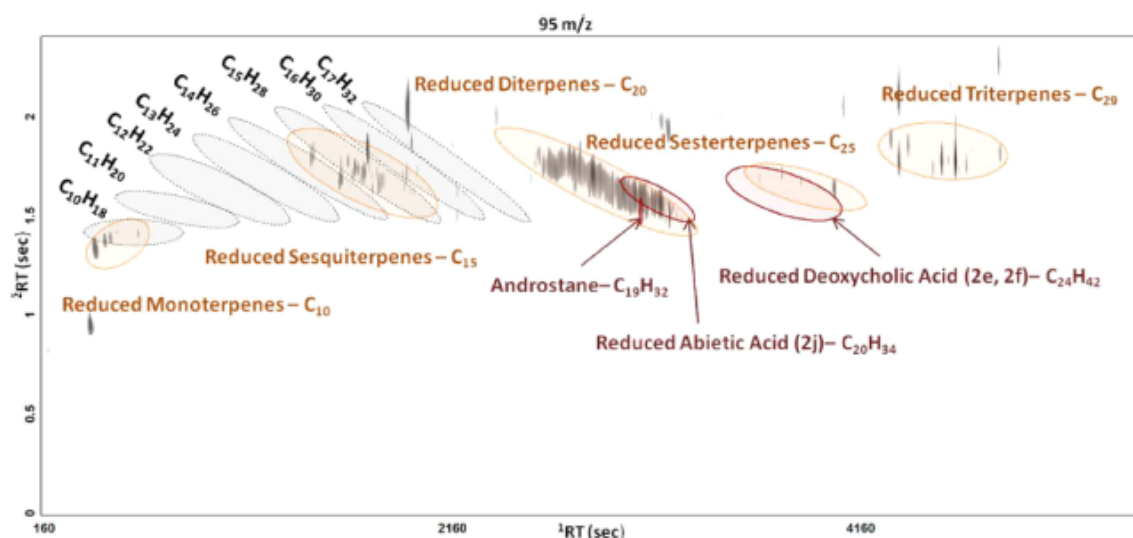 95 m/z
C₁₇H₃₂
C₁₆H₃₀
C₁₅H₂₈
C₁₄H₂₆
C₁₃H₂₄
C₁₂H₂₂
C₁₁H₂₀
C₁₀H₁₈
Reduced Diterpenes – C₂₀
Reduced Triterpenes – C₂₉
Reduced Sesterterpenes – C₂₅
Reduced Sesquiterpenes – C₁₅
Androstane– C₁₉H₃₂
Reduced Deoxycholic Acid (2e, 2f)– C₂₄H₄₂
Reduced Monoterpenes – C₁₀
Reduced Abietic Acid (2j)– C₂₀H₃₄
²RT (sec)
2
1.5
1
0.5
0
160
2160
4160
¹RT (sec)